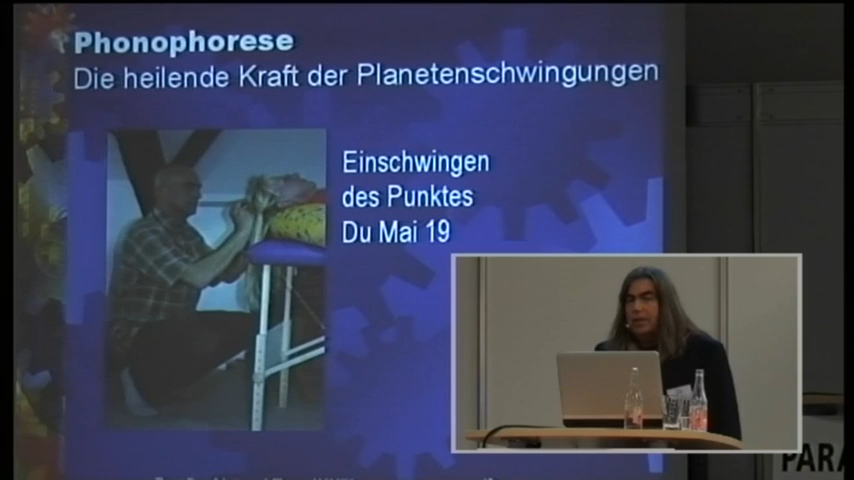 Phonophorese
Die heilende Kraft der Planetenschwingungen
Einschwingen
des Punktes
Du Mai 19
PARA